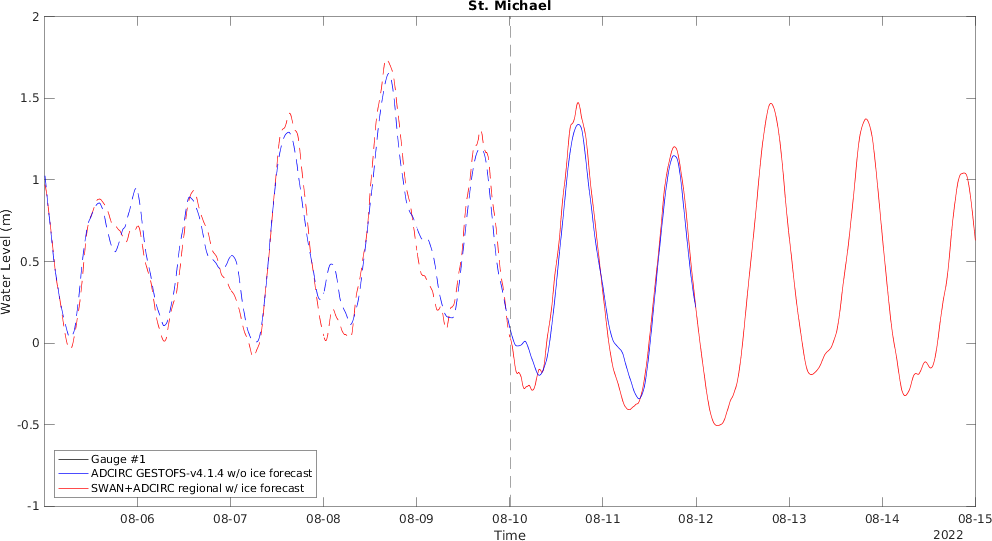 St. Michael
2
1.5
1
0.5
0
-0.5
-1
Water Level (m)
Gauge #1
ADCIRC GESTOFS-v4.1.4 w/o ice forecast
SWAN+ADCIRC regional w/ ice forecast
08-06 08-07 08-08 08-09 08-10 08-11 08-12 08-13 08-14 08-15
Time
2022